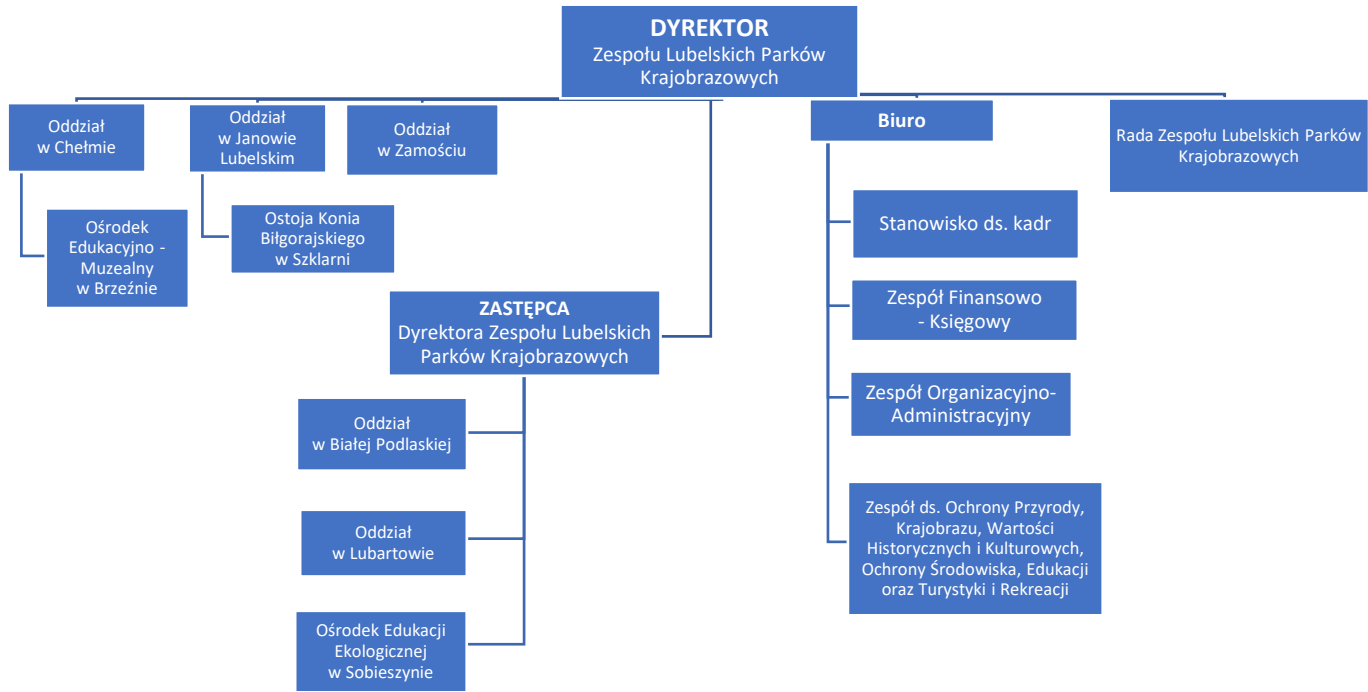 DYREKTOR
Zespołu Lubelskich Parków
Krajobrazowych
Oddział
w Chełmie
Oddział
w Janowie
Lubelskim
Oddział
w Zamościu
Biuro
Rada Zespołu Lubelskich Parków
Krajobrazowych
Ośrodek
Edukacyjno -
Muzealny
w Brzeźnie
Ostoja Konia
Biłgorajskiego
w Szklarni
Stanowisko ds. kadr
ZASTĘPCA
Dyrektora Zespołu Lubelskich
Parków Krajobrazowych
Zespół Finansowo
- Księgowy
Zespół Organizacyjno-
Administracyjny
Oddział
w Białej Podlaskiej
Oddział
w Lubartowie
Zespół ds. Ochrony Przyrody,
Krajobrazu, Wartości
Historycznych i Kulturowych,
Ochrony Środowiska, Edukacji
oraz Turystyki i Rekreacji
Ośrodek Edukacji
Ekologicznej
w Sobieszynie